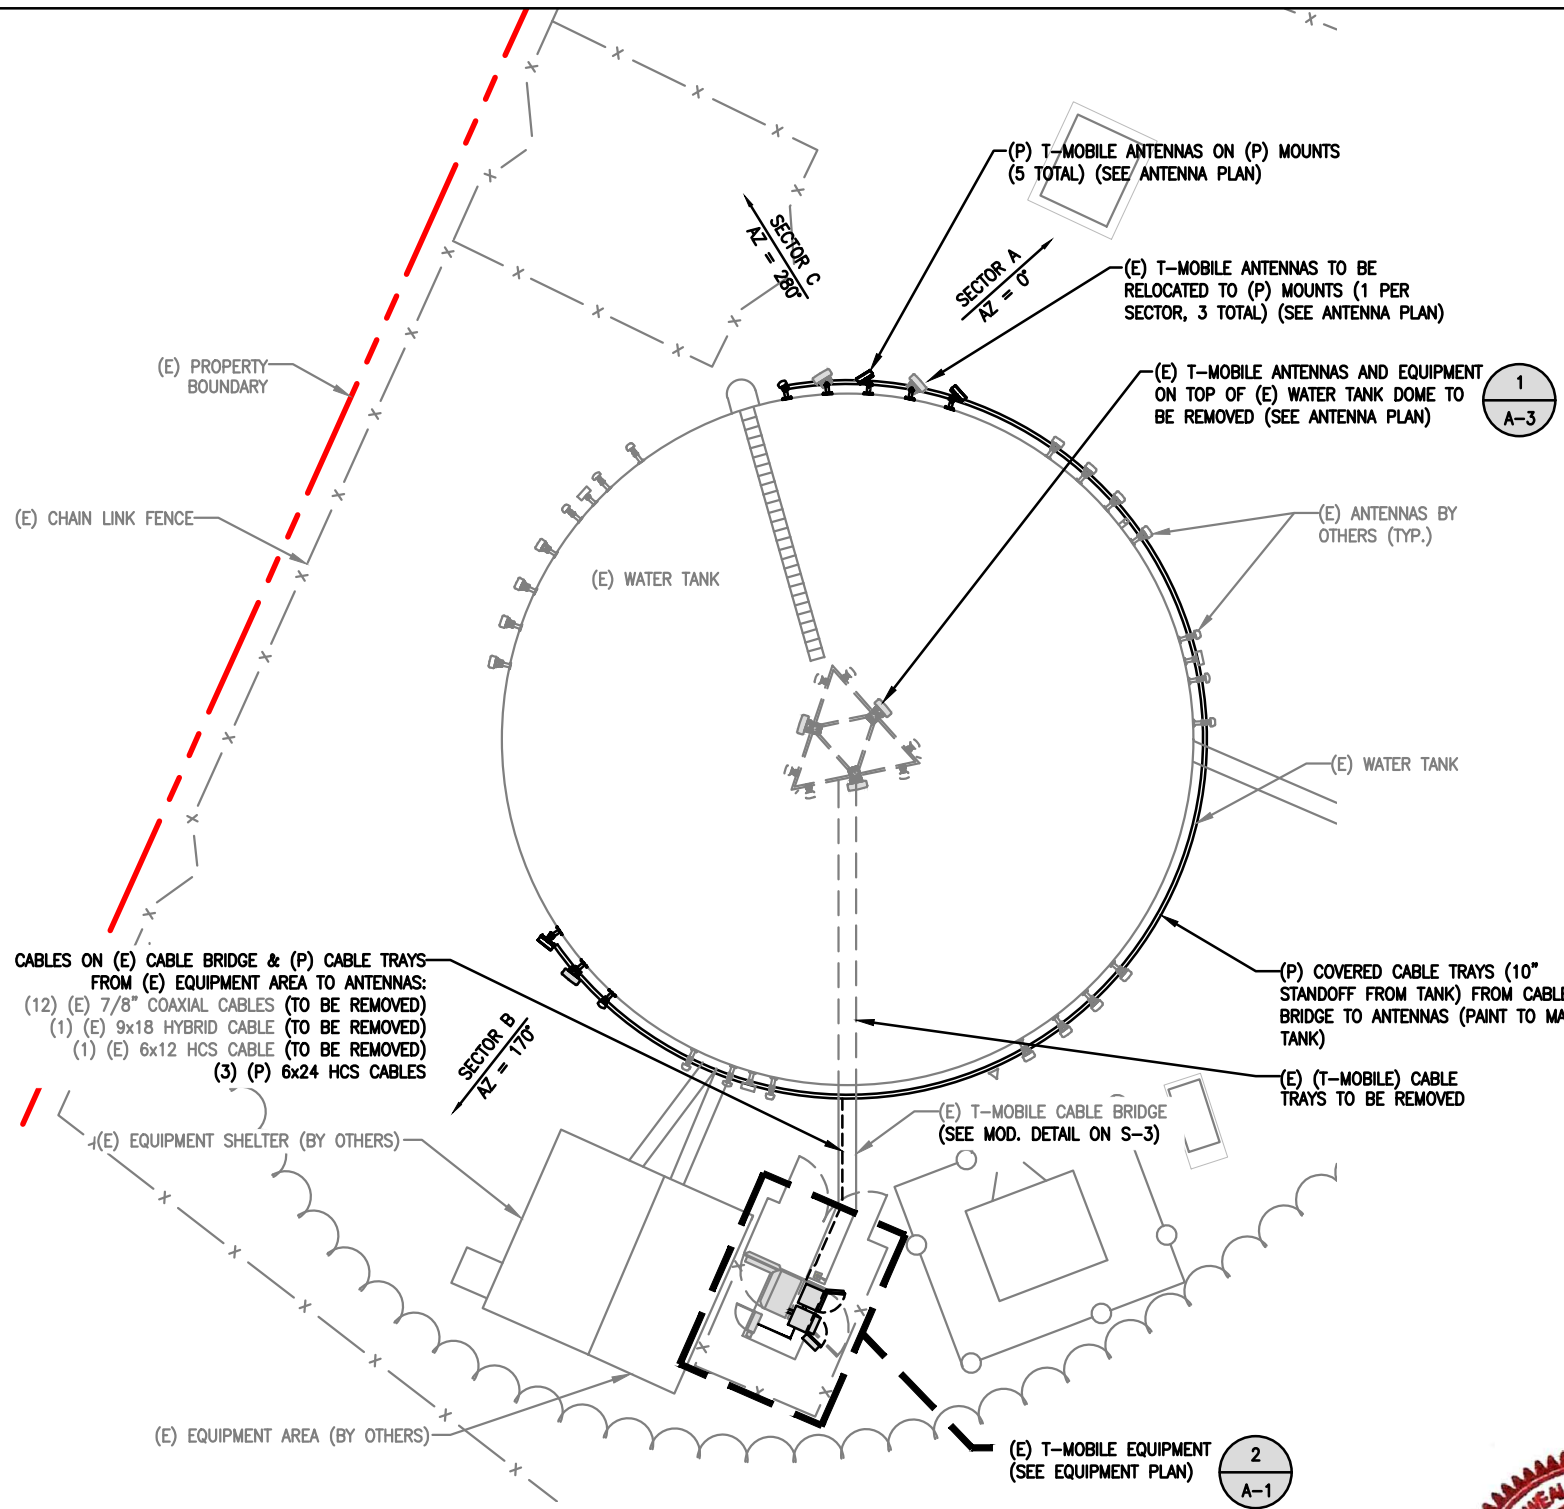 (P) T-MOBILE ANTENNAS ON (P) MOUNTS
(5 TOTAL) (SEE ANTENNA PLAN)
SECTOR C
AZ = 280°
SECTOR A
AZ = 0°
(E) T-MOBILE ANTENNAS TO BE
RELOCATED TO (P) MOUNTS (1 PER
SECTOR, 3 TOTAL) (SEE ANTENNA PLAN)
(E) PROPERTY
BOUNDARY
(E) T-MOBILE ANTENNAS AND EQUIPMENT
ON TOP OF (E) WATER TANK DOME TO
BE REMOVED (SEE ANTENNA PLAN)
1
A-3
(E) CHAIN LINK FENCE
(E) ANTENNAS BY
OTHERS (TYP.)
(E) WATER TANK
(E) WATER TANK
CABLES ON (E) CABLE BRIDGE & (P) CABLE TRAYS
FROM (E) EQUIPMENT AREA TO ANTENNAS:
(12) (E) 7/8" COAXIAL CABLES (TO BE REMOVED)
(1) (E) 9x18 HYBRID CABLE (TO BE REMOVED)
(1) (E) 6x12 HCS CABLE (TO BE REMOVED)
(3) (P) 6x24 HCS CABLES
(P) COVERED CABLE TRAYS (10"
STANDOFF FROM TANK) FROM CABLE
BRIDGE TO ANTENNAS (PAINT TO MA
TANK)
SECTOR B
AZ = 170°
(E) (T-MOBILE) CABLE
TRAYS TO BE REMOVED
(E) T-MOBILE CABLE BRIDGE
(SEE MOD. DETAIL ON S-3)
(E) EQUIPMENT SHELTER (BY OTHERS)
(E) EQUIPMENT AREA (BY OTHERS)
(E) T-MOBILE EQUIPMENT
(SEE EQUIPMENT PLAN)
2
A-1